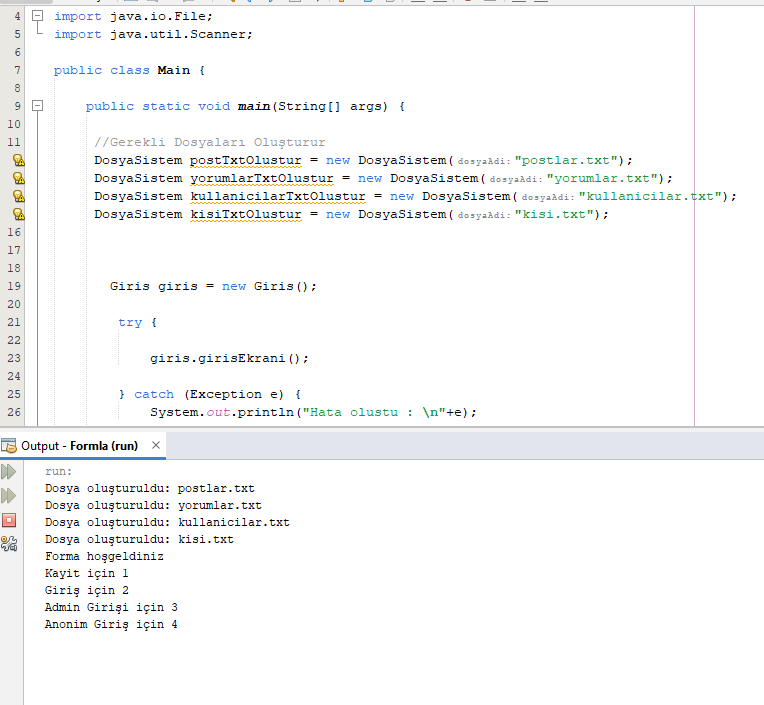 4 import java.io.File;
5 import java.util.Scanner;
6
7 public class Main {
8
9 public static void main(String[] args) {
10
11 //Gerekli Dosyaları Oluşturur
DosyaSistem postTxtOlustur = new DosyaSistem( dosyaAdi: "postlar.txt");
DosyaSistem yorumlarTxtOlustur = new DosyaSistem( dosyaAdi: "yorumlar.txt");
DosyaSistem kullanicilarTxtOlustur = new DosyaSistem( dosyaAdi: "kullanicilar.txt");
DosyaSistem kisiTxtOlustur = new DosyaSistem( dosyaAdi: "kisi.txt");
16
17
18
19 Giris giris = new Giris();
20
21 try {
22
23 giris.girisEkrani();
24
25 } catch (Exception e) {
26 System.out.println("Hata olustu : \n"+e);
Output - Formla (run) ×
run:
Dosya oluşturuldu: postlar.txt
Dosya oluşturuldu: yorumlar.txt
Dosya oluşturuldu: kullanicilar.txt
Dosya oluşturuldu: kisi.txt
Forma hoşgeldiniz
Kayit için 1
Giriş için 2
Admin Girişi için 3
Anonim Giriş için 4